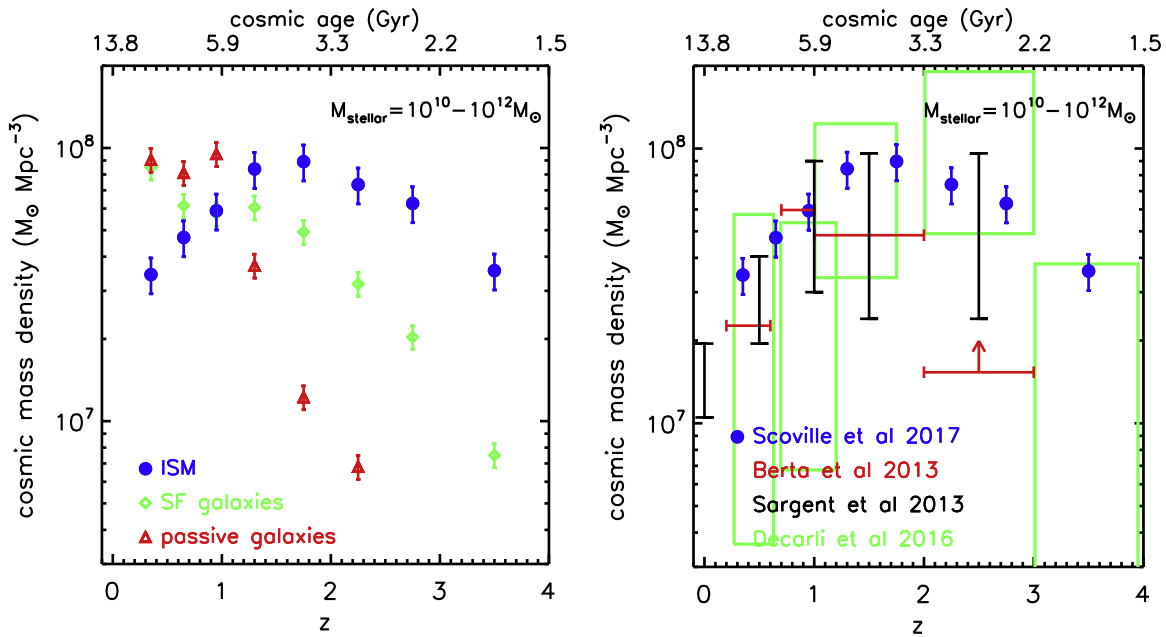 cosmic age (Gyr)
13.8 5.9 3.3 2.2 1.5
M_stellar=10^10−10^12 M_⊙
cosmic mass density (M_⊙ Mpc^−3)
10^8
10^7
ISM
SF galaxies
passive galaxies
0 1 2 3 4
z
cosmic age (Gyr)
13.8 5.9 3.3 2.2 1.5
M_stellar=10^10−10^12 M_⊙
cosmic mass density (M_⊙ Mpc^−3)
10^8
10^7
Scoville et al 2017
Berta et al 2013
Sargent et al 2013
Decarli et al 2016
0 1 2 3 4
z